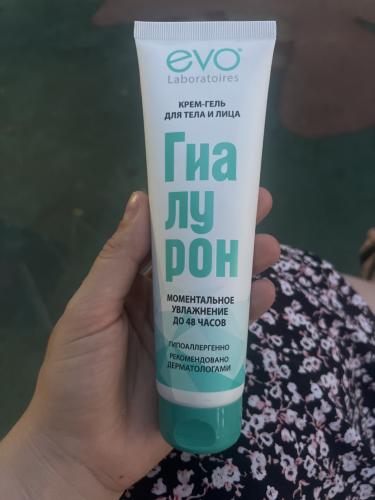 evo®
Laboratoires
КРЕМ-ГЕЛЬ
ДЛЯ ТЕЛА И ЛИЦА
Гиа
лу
рон
МОМЕНТАЛЬНОЕ
УВЛАЖНЕНИЕ
ДО 48 ЧАСОВ
ГИПОАЛЛЕРГЕННО
РЕКОМЕНДОВАНО
ДЕРМАТОЛОГАМИ